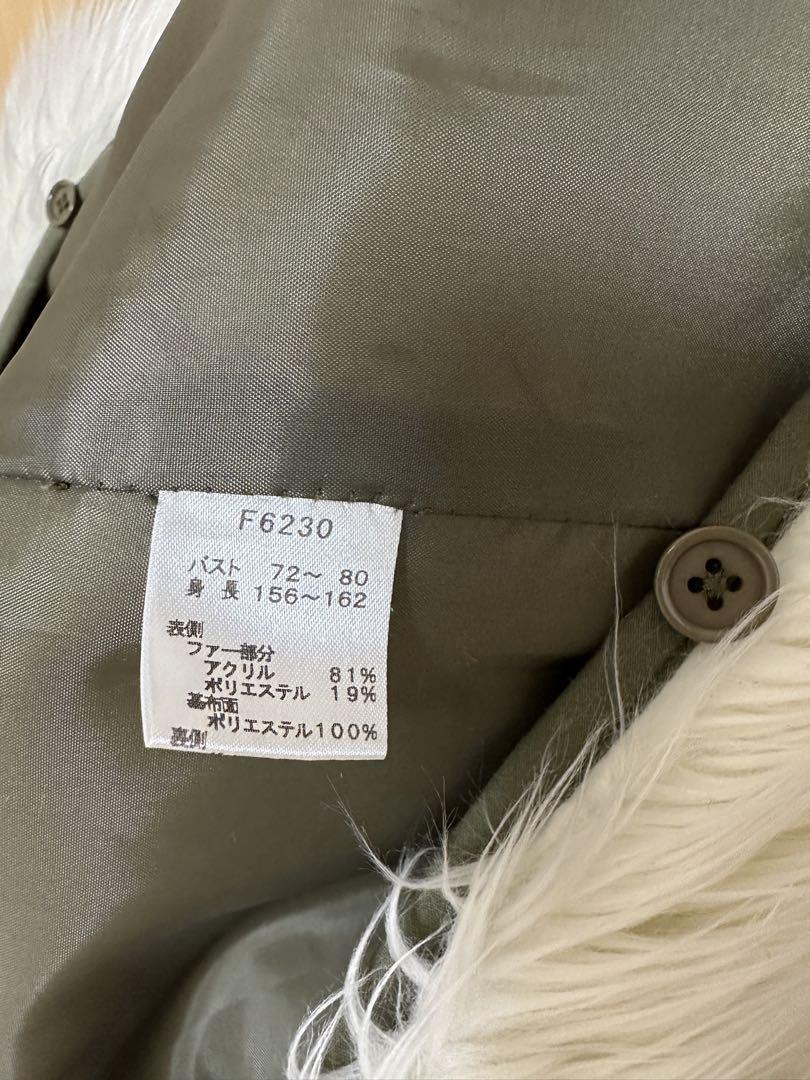 F6230
バスト 72～ 80
身長 156～162
表側
ファー部分
アクリル 81%
ポリエステル 19%
基布面
ポリエステル100%
裏側